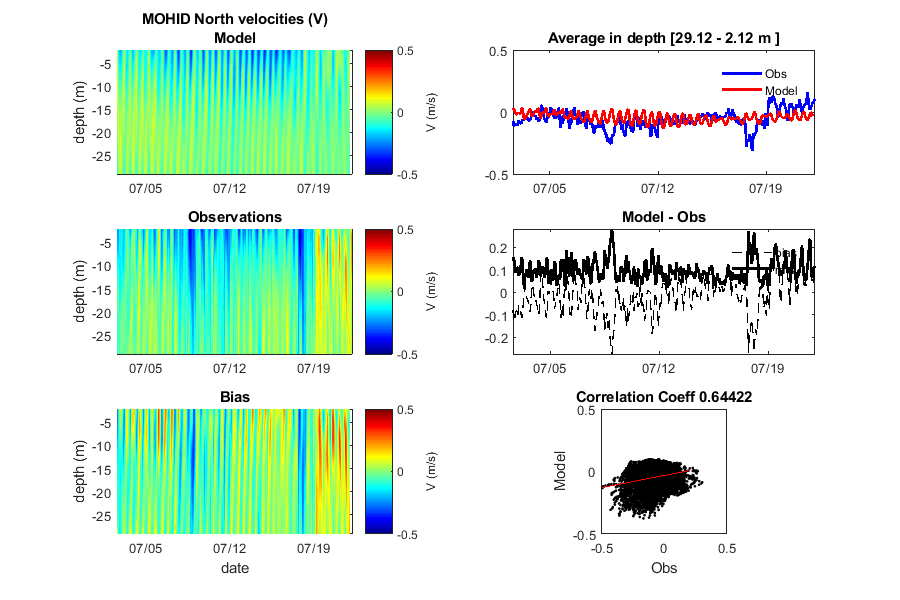 MOHID North velocities (V)
Model
depth (m)
-5
-10
-15
-20
-25
07/05
07/12
07/19
0.5
0
-0.5
V (m/s)
Average in depth [29.12 - 2.12 m ]
0.5
0
-0.5
07/05
07/12
07/19
Obs
Model
Observations
depth (m)
-5
-10
-15
-20
-25
07/05
07/12
07/19
0.5
0
-0.5
V (m/s)
Model - Obs
0.2
0.1
0
-0.1
-0.2
07/05
07/12
07/19
Bias
depth (m)
-5
-10
-15
-20
-25
07/05
07/12
07/19
date
0.5
0
-0.5
V (m/s)
Correlation Coeff 0.64422
Model
0.5
0
-0.5
-0.5
0
0.5
Obs